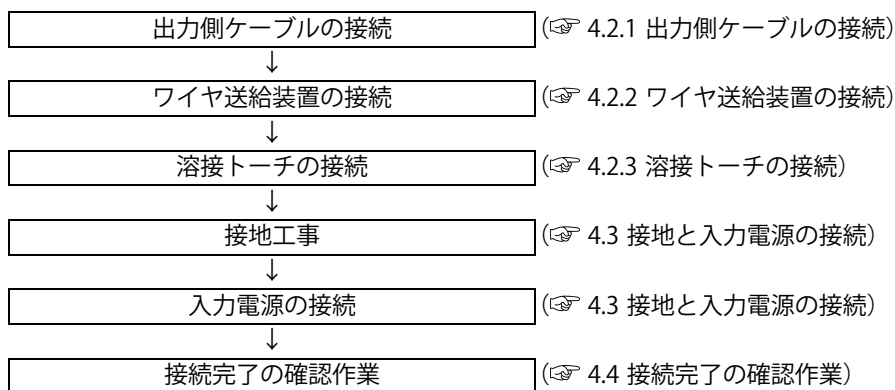 出力側ケーブルの接続 (☞ 4.2.1 出力側ケーブルの接続)
↓
ワイヤ送給装置の接続 (☞ 4.2.2 ワイヤ送給装置の接続)
↓
溶接トーチの接続 (☞ 4.2.3 溶接トーチの接続)
↓
接地工事 (☞ 4.3 接地と入力電源の接続)
↓
入力電源の接続 (☞ 4.3 接地と入力電源の接続)
↓
接続完了の確認作業 (☞ 4.4 接続完了の確認作業)